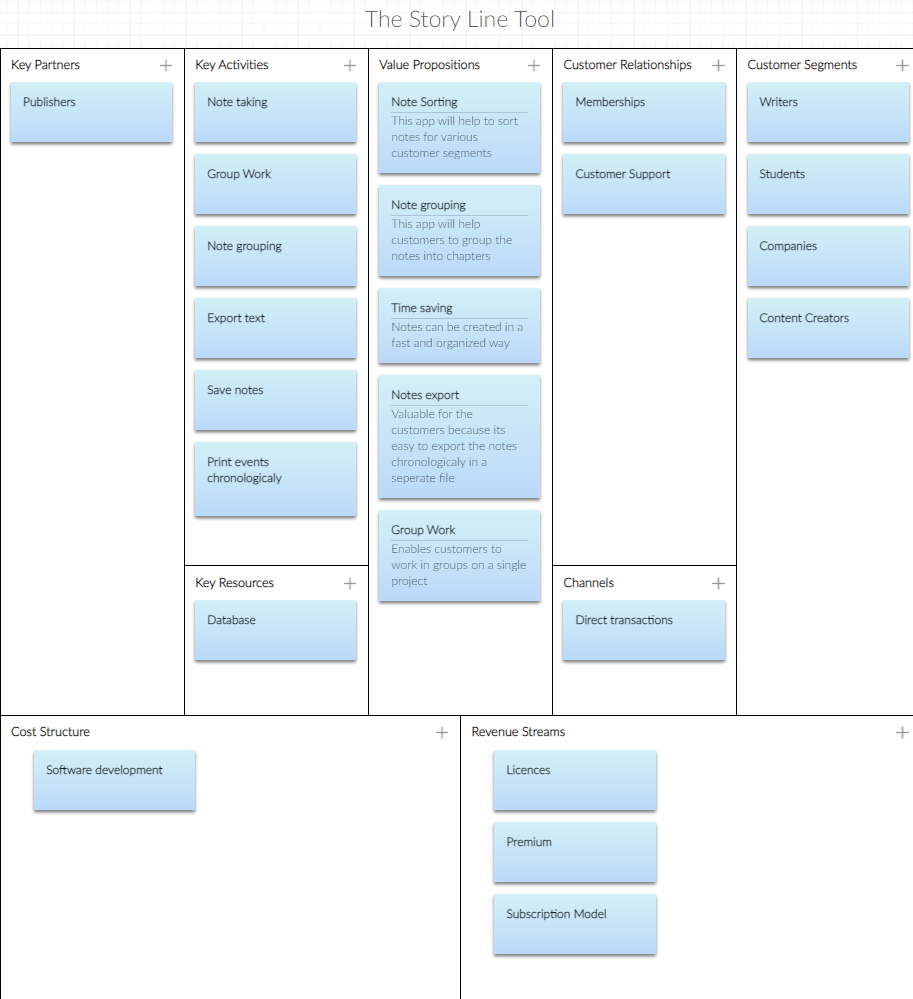 The Story Line Tool
Key Partners
Publishers
Key Activities
Note taking
Group Work
Note grouping
Export text
Save notes
Print events
chronologicaly
Key Resources
Database
Value Propositions
Note Sorting
This app will help to sort
notes for various
customer segments
Note grouping
This app will help
customers to group the
notes into chapters
Time saving
Notes can be created in a
fast and organized way
Notes export
Valuable for the
customers because its
easy to export the notes
chronologicaly in a
seperate file
Group Work
Enables customers to
work in groups on a single
project
Customer Relationships
Memberships
Customer Support
Channels
Direct transactions
Customer Segments
Writers
Students
Companies
Content Creators
Cost Structure
Software development
Revenue Streams
Licences
Premium
Subscription Model